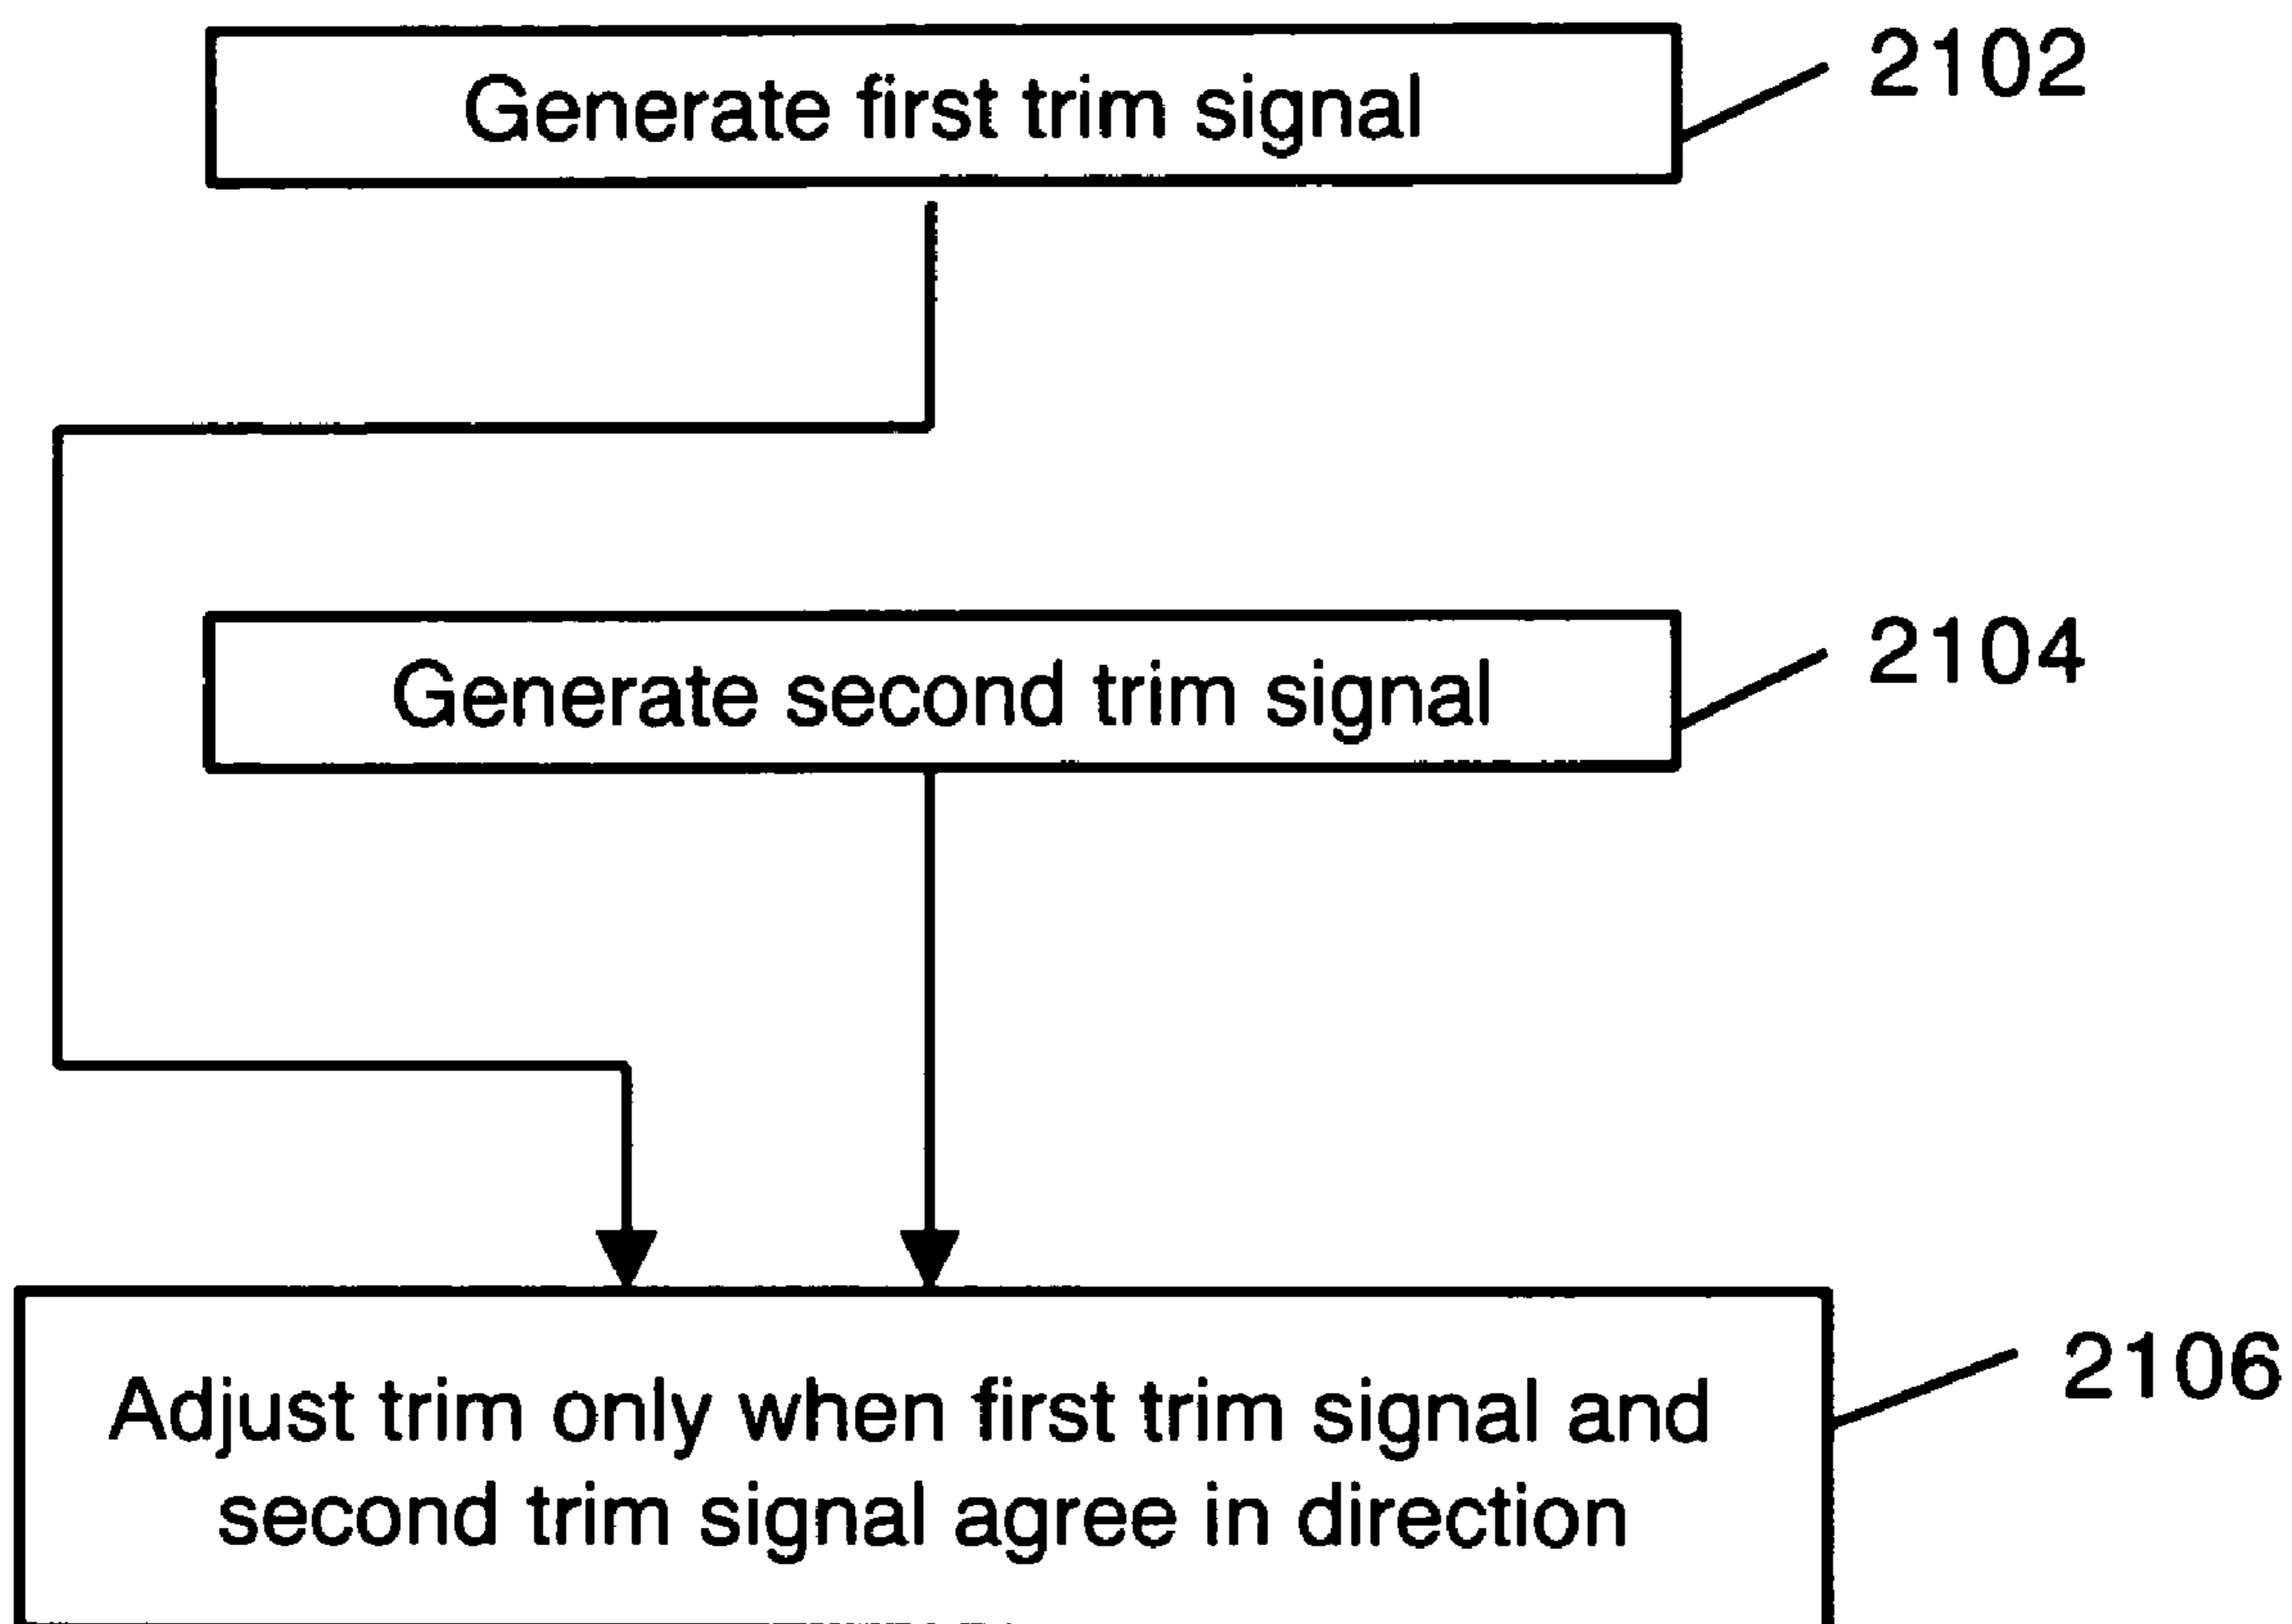 Generate first trim signal
2102
Generate second trim signal
2104
Adjust trim only when first trim signal and
second trim signal agree in direction
2106